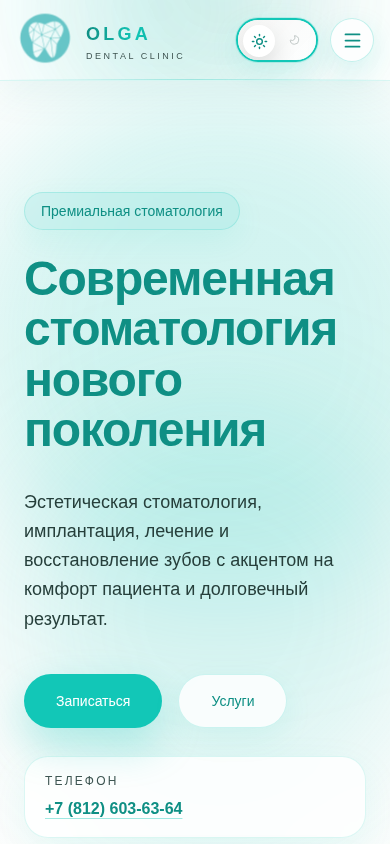 OLGA
DENTAL CLINIC
Премиальная стоматология
Современная
стоматология
нового
поколения
Эстетическая стоматология,
имплантация, лечение и
восстановление зубов с акцентом на
комфорт пациента и долговечный
результат.
Записаться
Услуги
ТЕЛЕФОН
+7 (812) 603-63-64